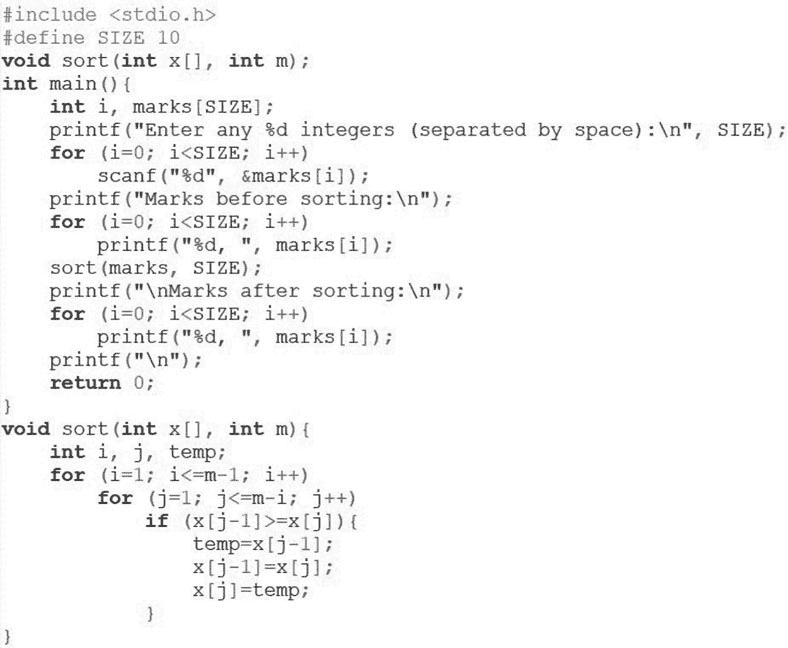 #include <stdio.h>
#define SIZE 10
void sort(int x[], int m);
int main(){
    int i, marks[SIZE];
    printf("Enter any %d integers (separated by space):\n", SIZE);
    for (i=0; i<SIZE; i++)
        scanf("%d", &marks[i]);
    printf("Marks before sorting:\n");
    for (i=0; i<SIZE; i++)
        printf("%d, ", marks[i]);
    sort(marks, SIZE);
    printf("\nMarks after sorting:\n");
    for (i=0; i<SIZE; i++)
        printf("%d, ", marks[i]);
    printf("\n");
    return 0;
}
void sort(int x[], int m){
    int i, j, temp;
    for (i=1; i<=m-1; i++)
        for (j=1; j<=m-i; j++)
            if (x[j-1]>=x[j]){
                temp=x[j-1];
                x[j-1]=x[j];
                x[j]=temp;
            }
}